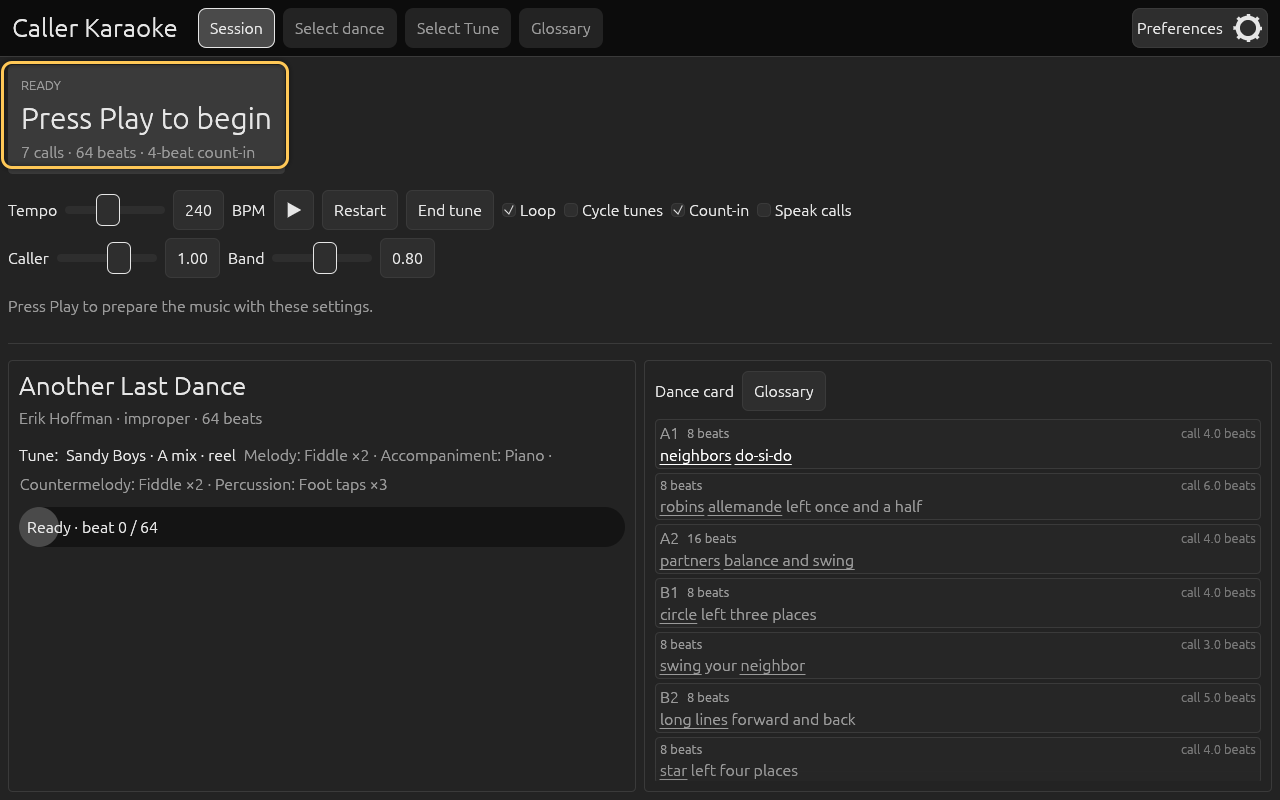 Caller Karaoke Session Select dance Select Tune Glossary Preferences
READY
Press Play to begin
7 calls · 64 beats · 4-beat count-in
Tempo 240 BPM Restart End tune Loop Cycle tunes Count-in Speak calls
Caller 1.00 Band 0.80
Press Play to prepare the music with these settings.
Another Last Dance
Erik Hoffman · improper · 64 beats
Tune: Sandy Boys · A mix · reel Melody: Fiddle ×2 · Accompaniment: Piano ·
Countermelody: Fiddle ×2 · Percussion: Foot taps ×3
Ready · beat 0 / 64
Dance card Glossary
A1 8 beats call 4.0 beats
neighbors do-si-do
8 beats call 6.0 beats
robins allemande left once and a half
A2 16 beats call 4.0 beats
partners balance and swing
B1 8 beats call 4.0 beats
circle left three places
8 beats call 3.0 beats
swing your neighbor
B2 8 beats call 5.0 beats
long lines forward and back
8 beats call 4.0 beats
star left four places